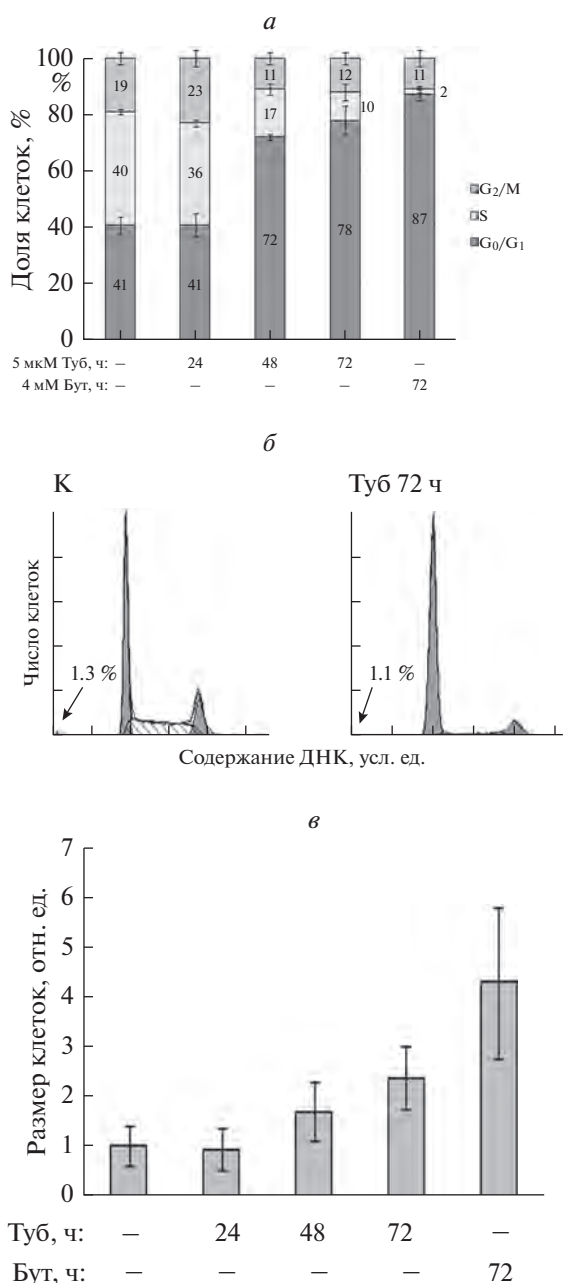 а
%
Доля клеток, %
100
80
60
40
20
0
19 23 11 12 11
40 36 17 10 2
41 41 72 78 87
G₂/M
S
G₀/G₁
5 мкМ Туб, ч: – 24 48 72 –
4 мМ Бут, ч: – – – – 72
б
К Туб 72 ч
Число клеток
1.3 % 1.1 %
Содержание ДНК, усл. ед.
в
Размер клеток, отн. ед.
7
6
5
4
3
2
1
0
Туб, ч: – 24 48 72 –
Бут, ч: – – – – 72